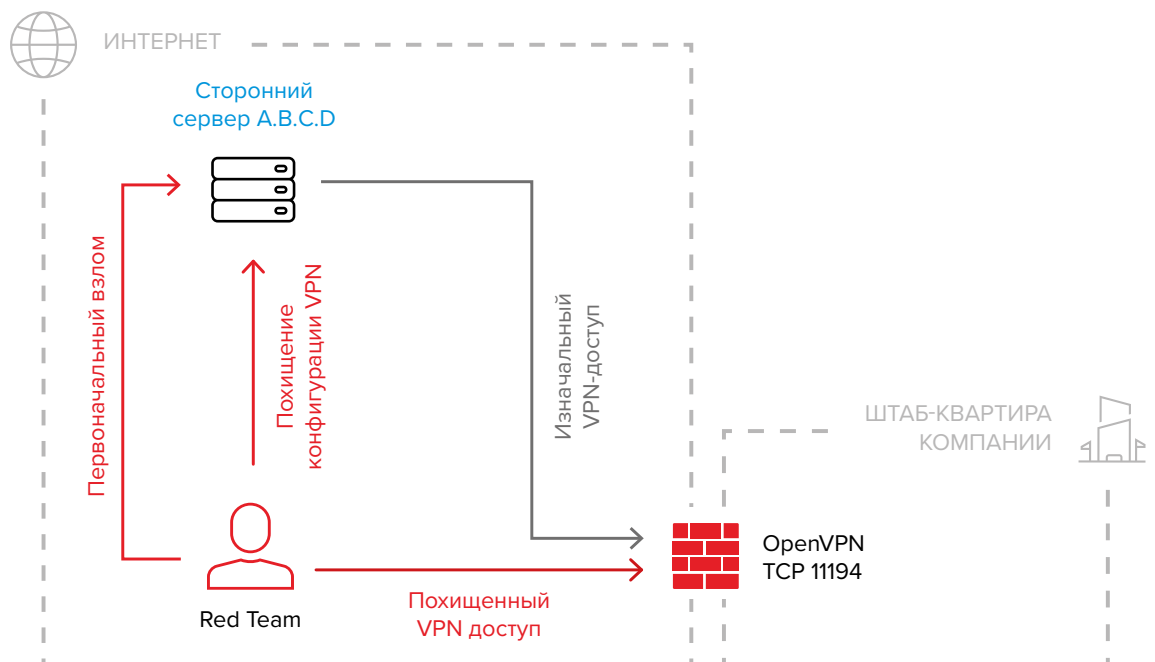 ИНТЕРНЕТ
Сторонний
сервер A.B.C.D
Первоначальный взлом
Похищение
конфигурации VPN
Изначальный
VPN-доступ
ШТАБ-КВАРТИРА
КОМПАНИИ
OpenVPN
TCP 11194
Red Team
Похищенный
VPN доступ